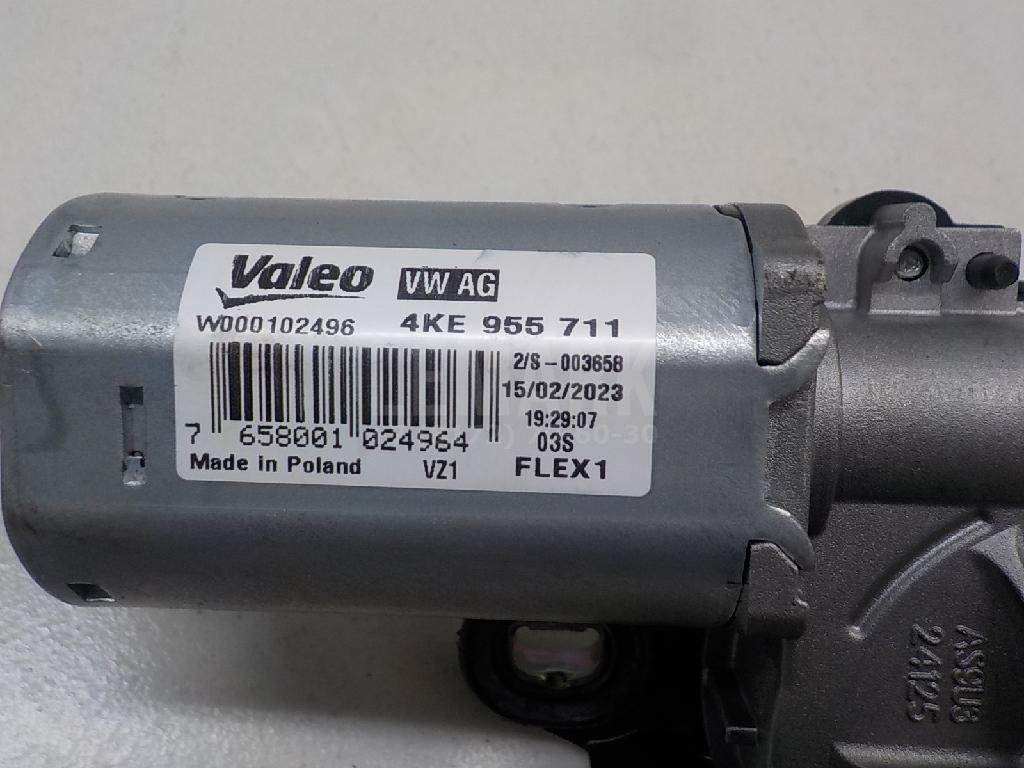 Valeo VW AG
W000102496 4KE 955 711
2/S-003658
15/02/2023
19:29:07
7 658001 024964 03S
Made in Poland VZ1 FLEX1
24125